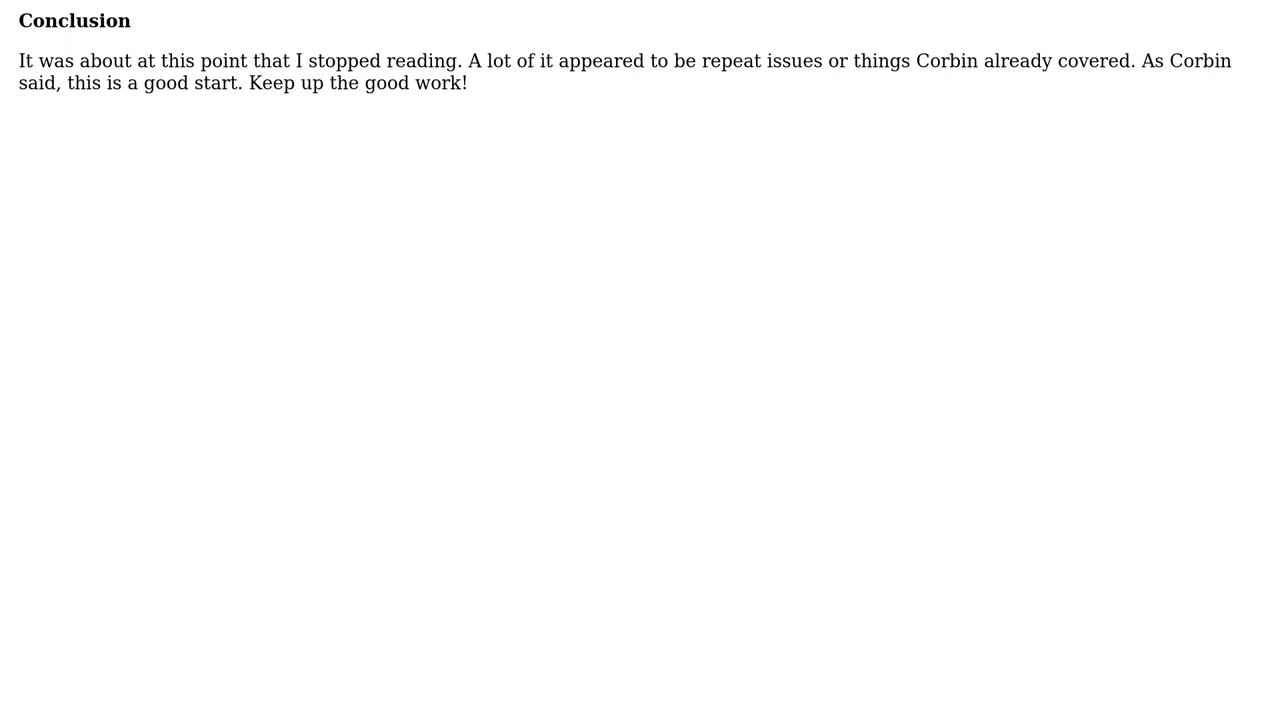 Conclusion
It was about at this point that I stopped reading. A lot of it appeared to be repeat issues or things Corbin already covered. As Corbin
said, this is a good start. Keep up the good work!